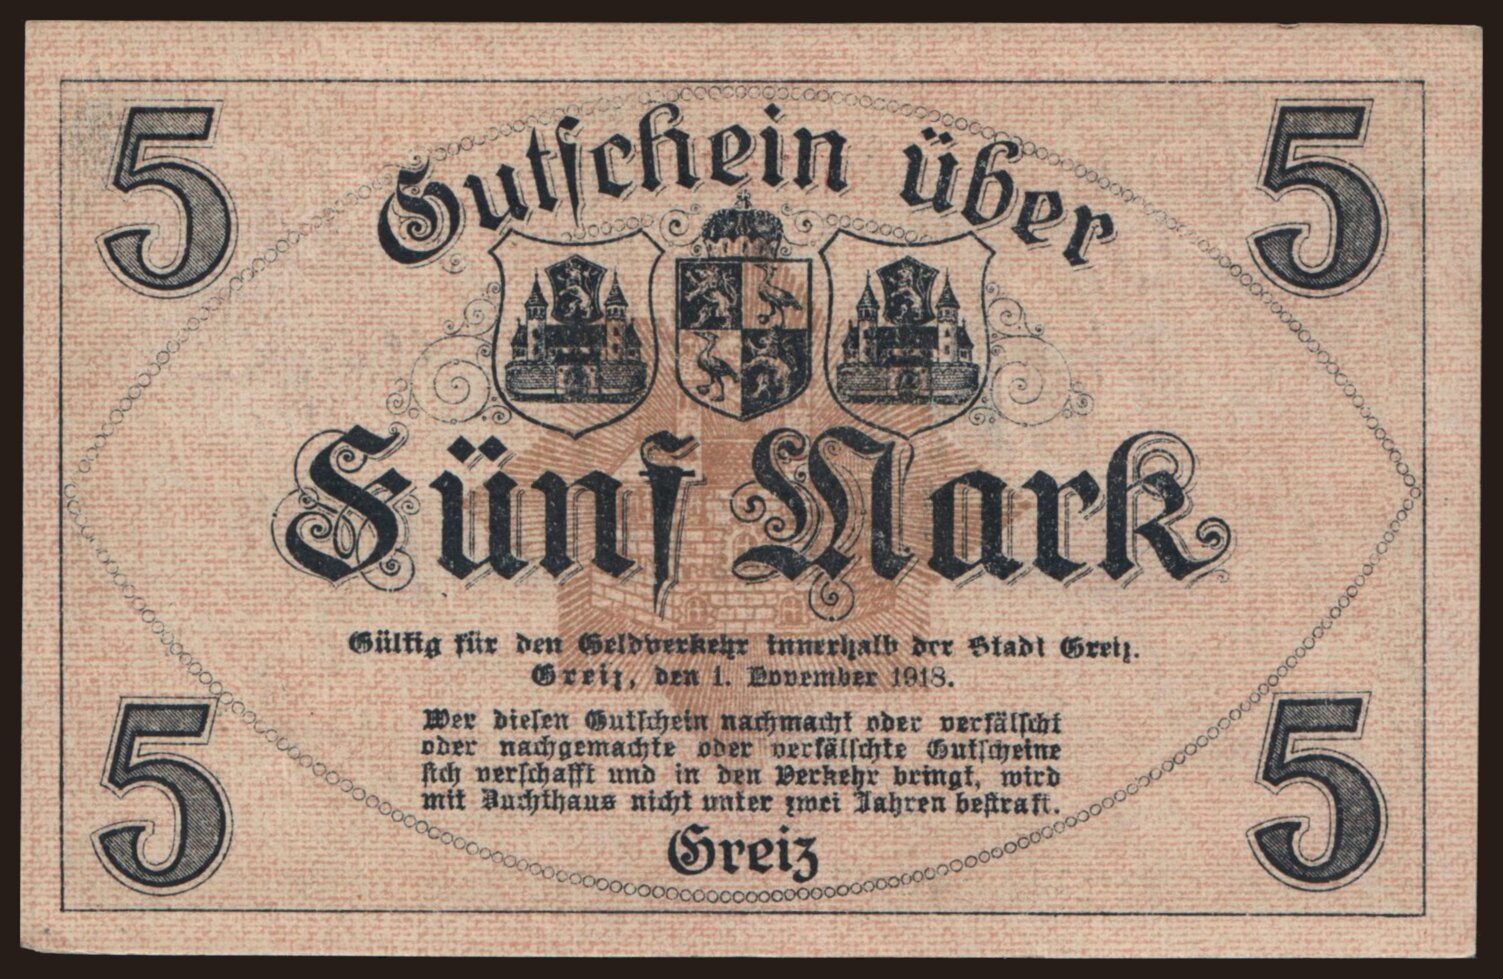 5 5
Gutschein über
Fünf Mark
Gültig für den Geldverkehr innerhalb der Stadt Greiz.
Greiz, den 1. November 1918.
Wer diesen Gutschein nachmacht oder verfälscht
oder nachgemachte oder verfälschte Gutscheine
sich verschafft und in den Verkehr bringt, wird
mit Zuchthaus nicht unter zwei Jahren bestraft.
Greiz
5 5